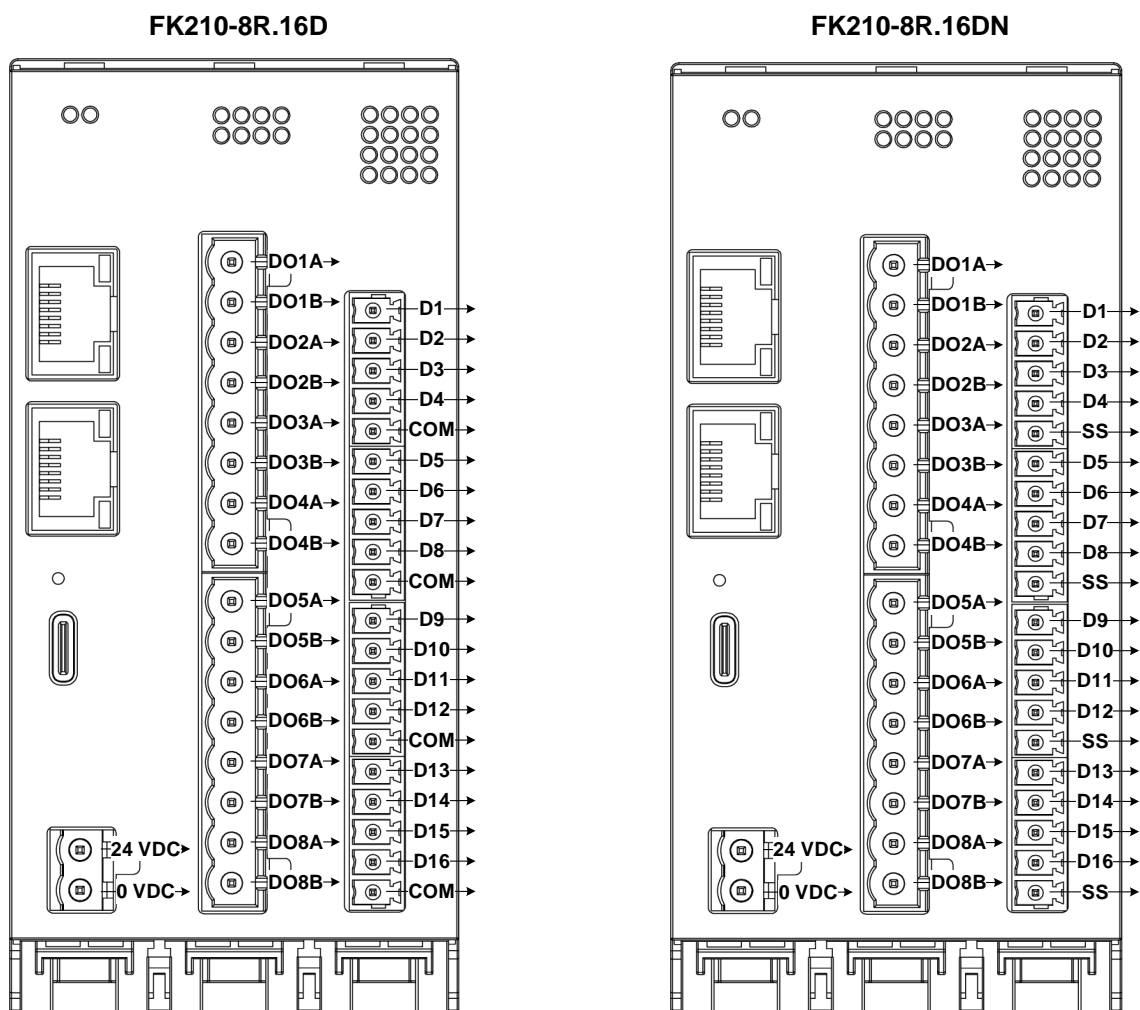 FK210-8R.16D
DO1A
DO1B
DO2A
DO2B
DO3A
DO3B
DO4A
DO4B
DO5A
DO5B
DO6A
DO6B
DO7A
DO7B
DO8A
DO8B
D1
D2
D3
D4
COM
D5
D6
D7
D8
COM
D9
D10
D11
D12
COM
D13
D14
D15
D16
COM
24 VDC
0 VDC
FK210-8R.16DN
DO1A
DO1B
DO2A
DO2B
DO3A
DO3B
DO4A
DO4B
DO5A
DO5B
DO6A
DO6B
DO7A
DO7B
DO8A
DO8B
D1
D2
D3
D4
SS
D5
D6
D7
D8
SS
D9
D10
D11
D12
SS
D13
D14
D15
D16
SS
24 VDC
0 VDC